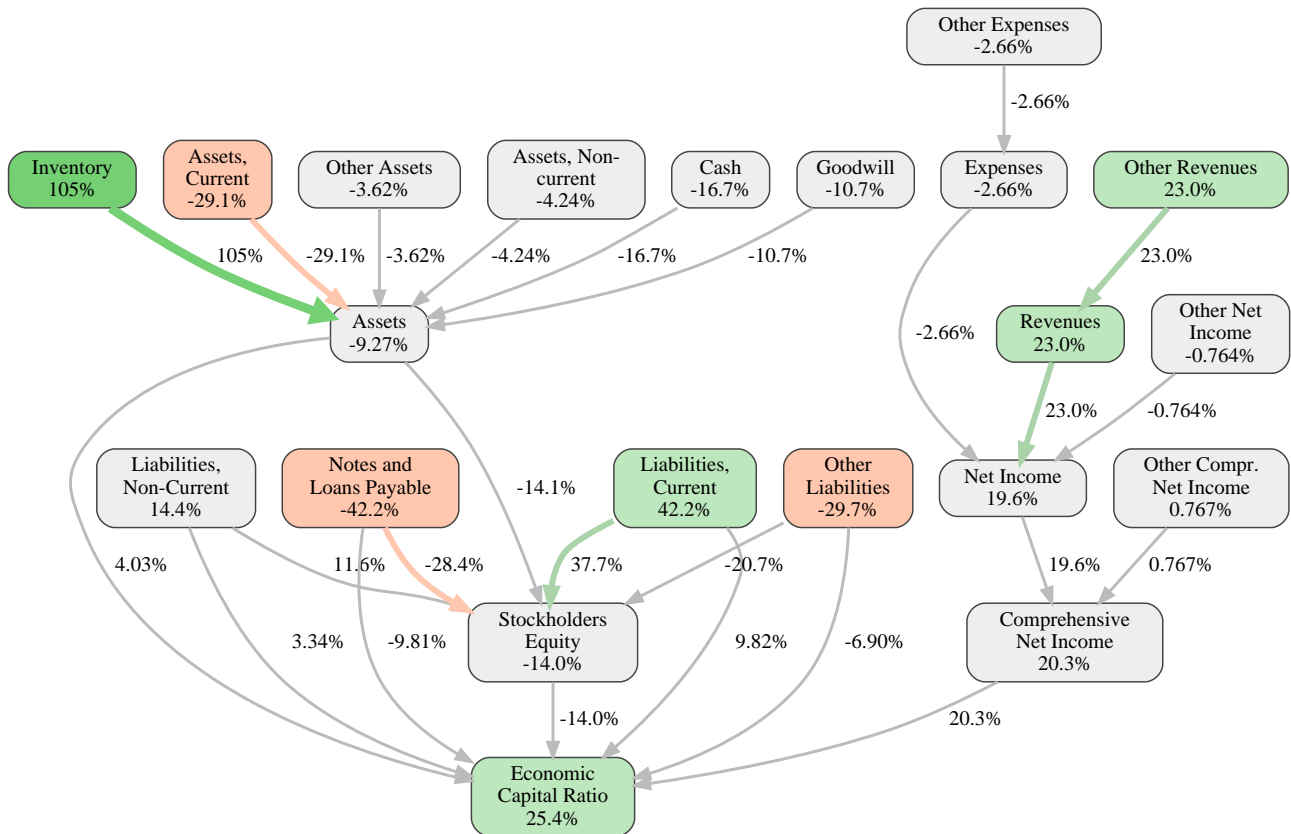 Other Expenses
-2.66%
-2.66%
Inventory
105%
Assets,
Current
-29.1%
Other Assets
-3.62%
Assets, Non-
current
-4.24%
Cash
-16.7%
Goodwill
-10.7%
Expenses
-2.66%
Other Revenues
23.0%
105%
-29.1%
-3.62%
-4.24%
-16.7%
-10.7%
23.0%
Assets
-9.27%
-2.66%
Revenues
23.0%
Other Net
Income
-0.764%
23.0%
-0.764%
Liabilities,
Non-Current
14.4%
Notes and
Loans Payable
-42.2%
-14.1%
Liabilities,
Current
42.2%
Other
Liabilities
-29.7%
Net Income
19.6%
Other Compr.
Net Income
0.767%
4.03%
11.6%
-28.4%
37.7%
-20.7%
19.6%
0.767%
3.34%
-9.81%
Stockholders
Equity
-14.0%
9.82%
-6.90%
Comprehensive
Net Income
20.3%
-14.0%
20.3%
Economic
Capital Ratio
25.4%